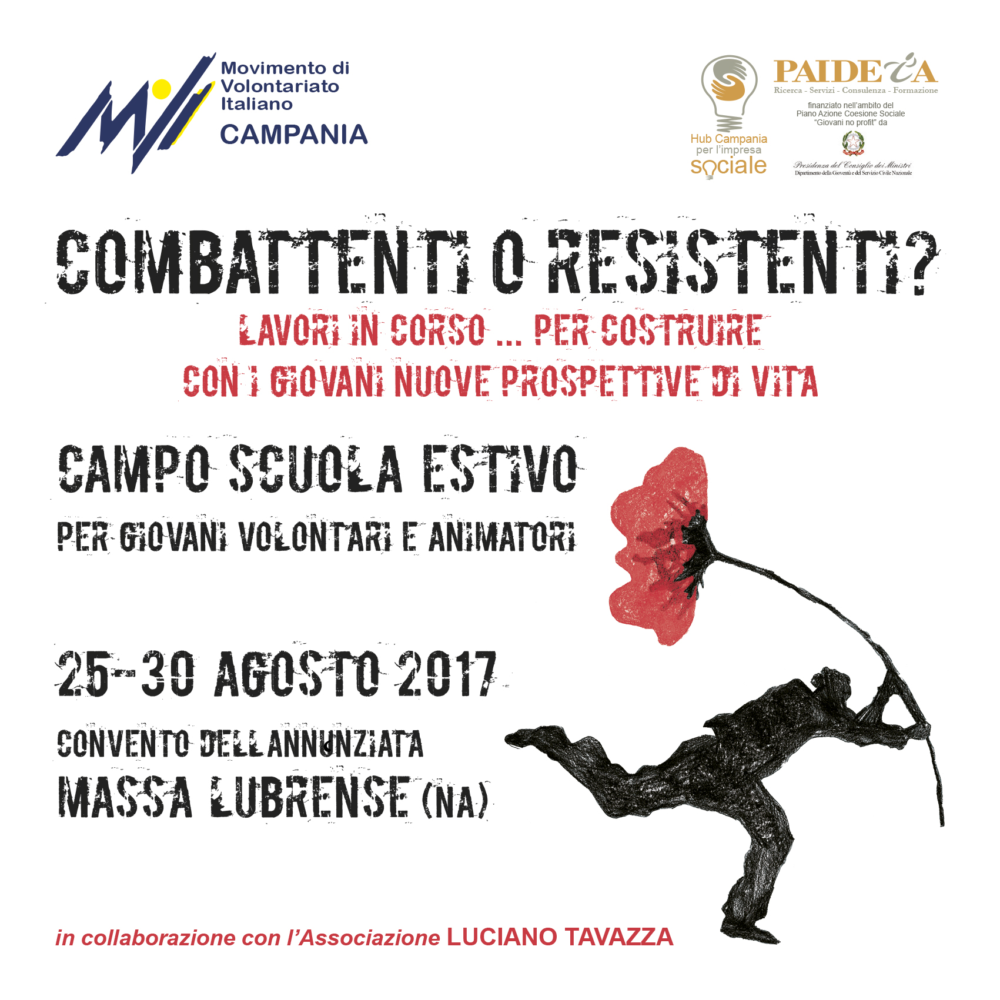 Movimento di
Volontariato
Italiano
CAMPANIA
Hub Campania
per l'impresa
sociale
PAIDEIA
Ricerca - Servizi - Consulenza - Formazione
finanziato nell'ambito del
Piano Azione Coesione Sociale
“Giovani no profit” da
Presidenza del Consiglio dei Ministri
Dipartimento della Gioventù e del Servizio Civile Nazionale
COMBATTENTI O RESISTENTI?
LAVORI IN CORSO ... PER COSTRUIRE
CON I GIOVANI NUOVE PROSPETTIVE DI VITA
CAMPO SCUOLA ESTIVO
PER GIOVANI VOLONTARI E ANIMATORI
25-30 AGOSTO 2017
CONVENTO DELL ANNUNZIATA
MASSA LUBRENSE (NA)
in collaborazione con l'Associazione LUCIANO TAVAZZA